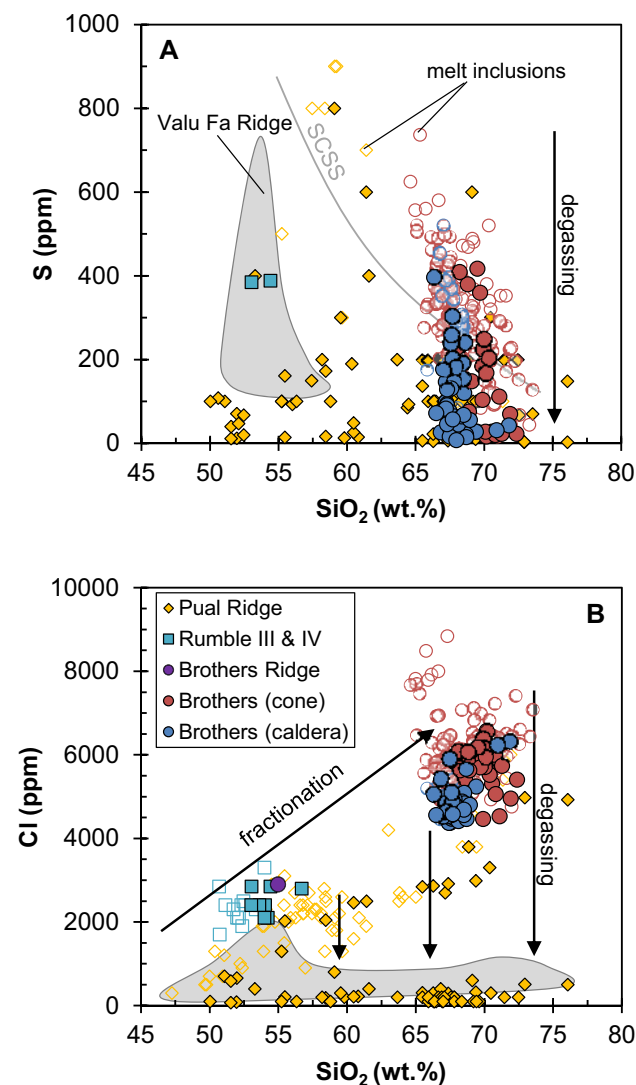 1000
800
600
400
200
0
S (ppm)
A
Valu Fa Ridge
SCSS
melt inclusions
degassing
45 50 55 60 65 70 75 80
SiO2 (wt.%)
10000
8000
6000
4000
2000
0
Cl (ppm)
B
Pual Ridge
Rumble III & IV
Brothers Ridge
Brothers (cone)
Brothers (caldera)
fractionation
degassing
45 50 55 60 65 70 75 80
SiO2 (wt.%)